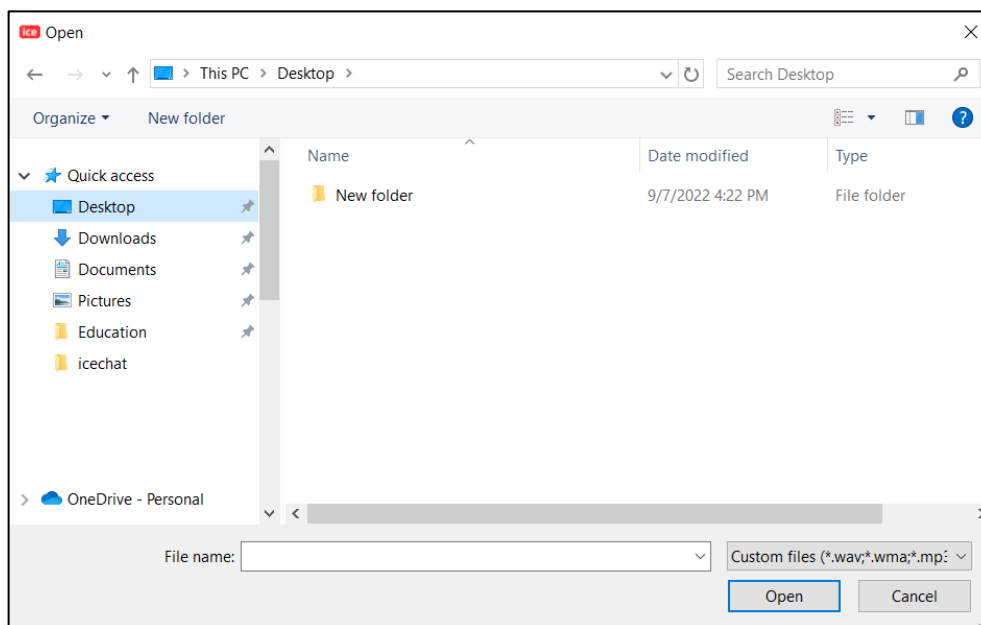 ice Open
This PC > Desktop >
Search Desktop
Organize
New folder
?
Name
Date modified
Type
Quick access
New folder
9/7/2022 4:22 PM
File folder
Desktop
Downloads
Documents
Pictures
Education
icechat
OneDrive - Personal
File name:
Custom files (*.wav;*.wma;*.mp3
Open
Cancel